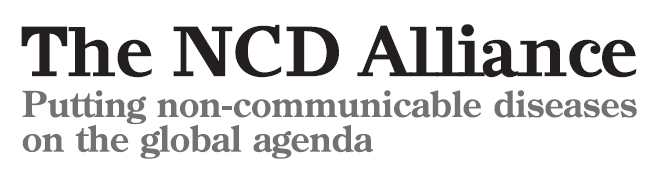 The NCD Alliance
Putting non-communicable diseases
on the global agenda